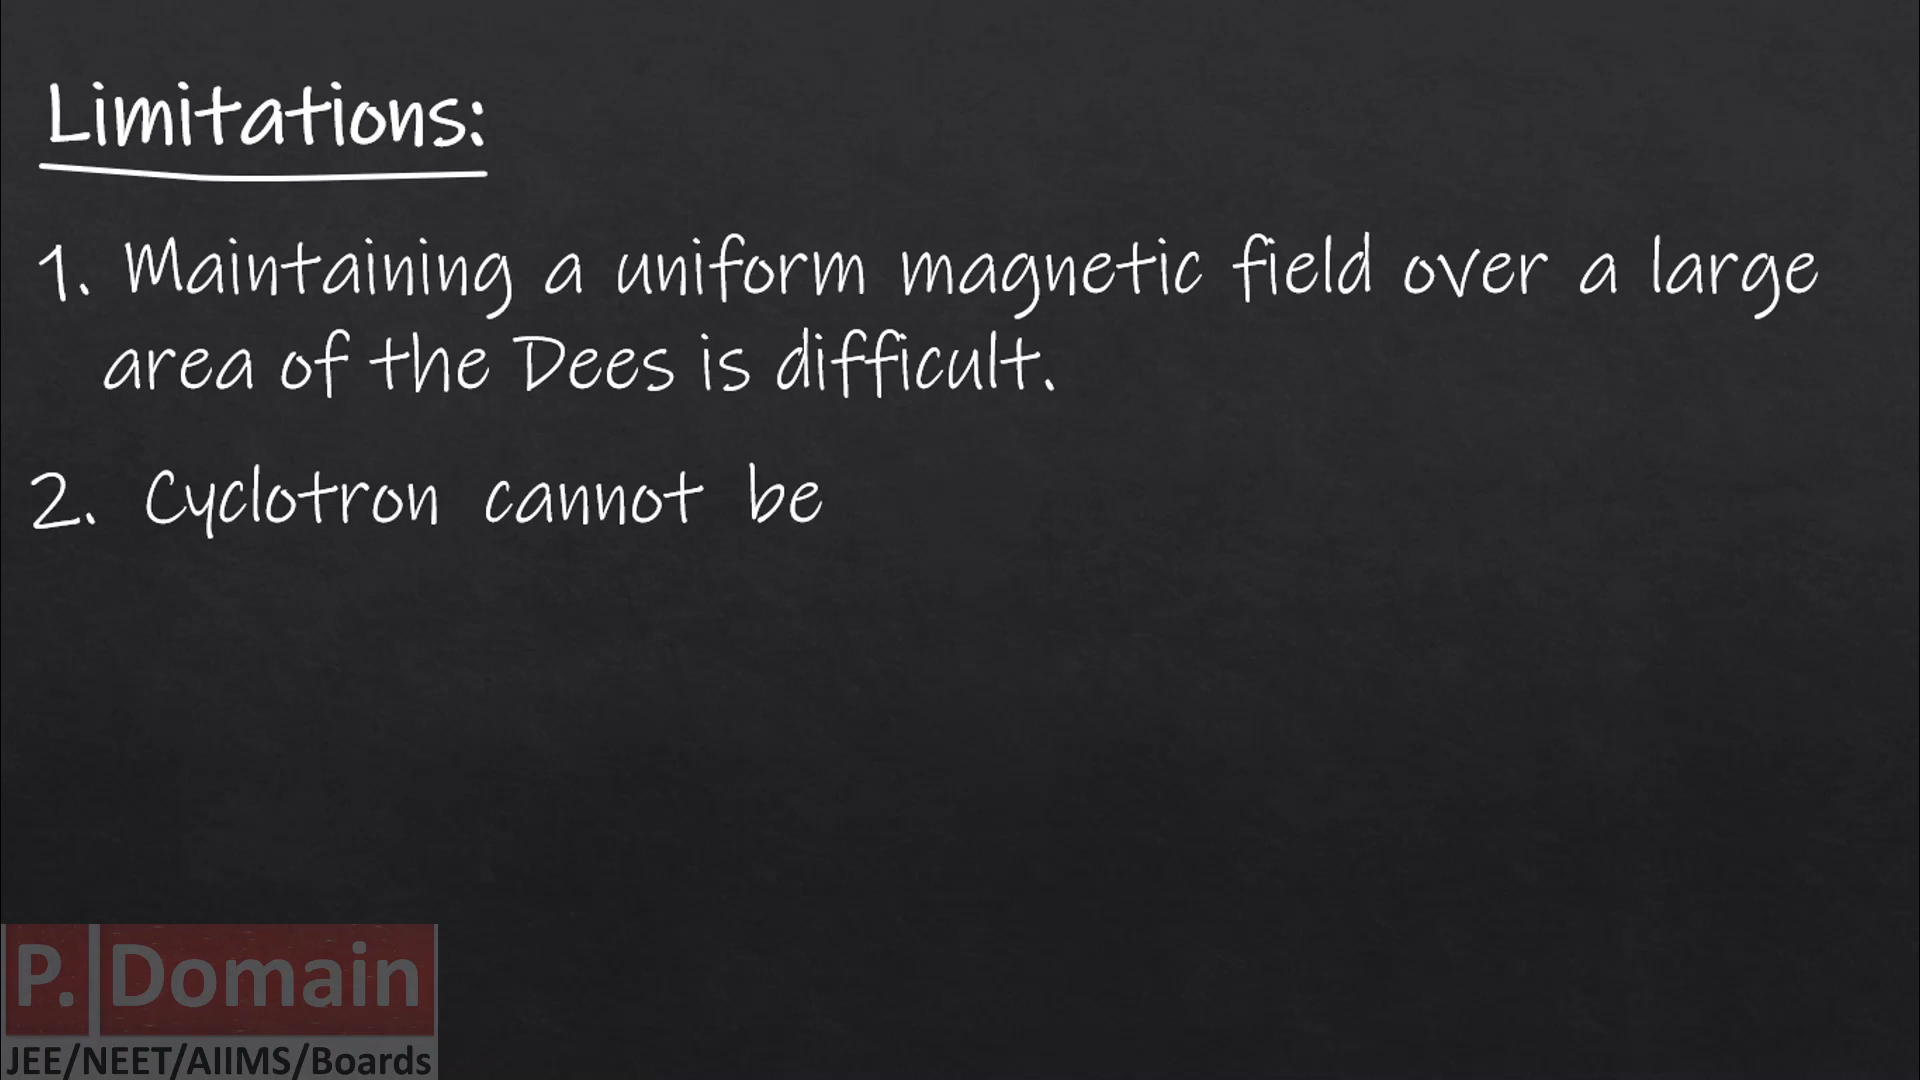 Limitations:
1. Maintaining a uniform magnetic field over a large
area of the Dees is difficult.
2. Cyclotron cannot be
P. Domain
JEE/NEET/AIIMS/Boards